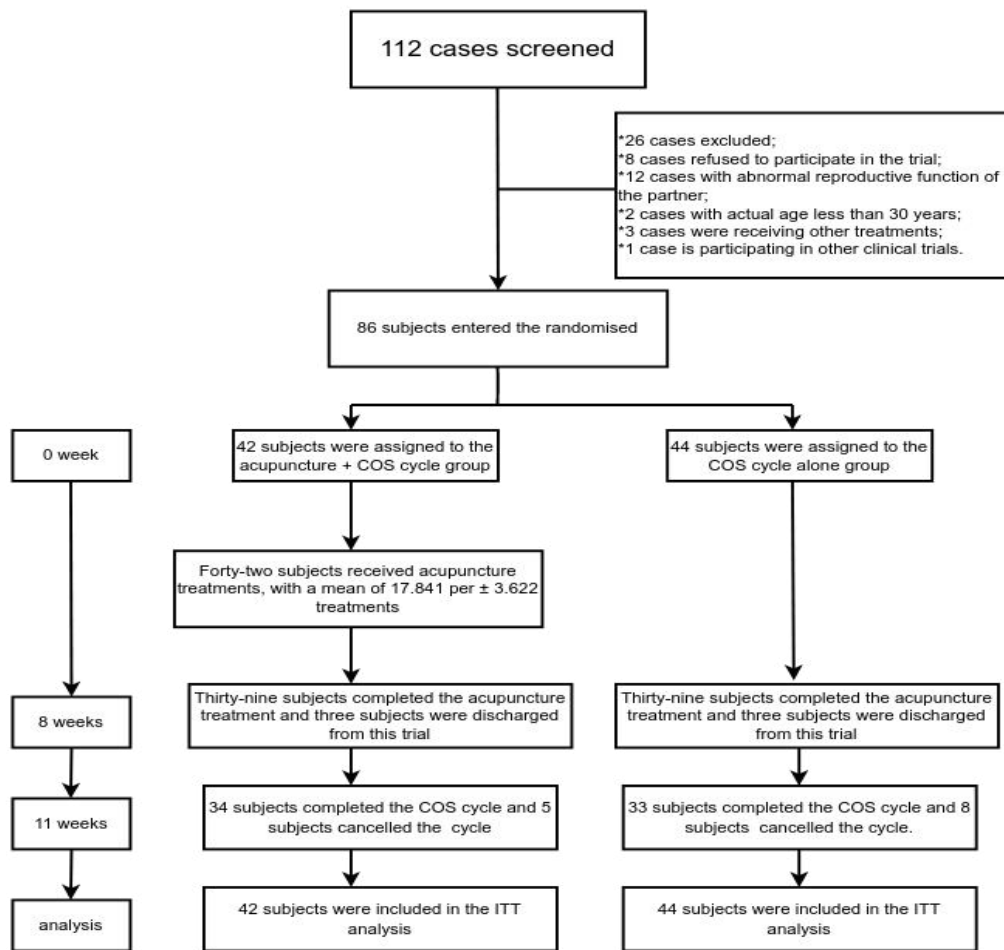 112 cases screened
*26 cases excluded;
*8 cases refused to participate in the trial;
*12 cases with abnormal reproductive function of
the partner;
*2 cases with actual age less than 30 years;
*3 cases were receiving other treatments;
*1 case is participating in other clinical trials.
86 subjects entered the randomised
0 week
42 subjects were assigned to the
acupuncture + COS cycle group
44 subjects were assigned to the
COS cycle alone group
Forty-two subjects received acupuncture
treatments, with a mean of 17.841 per ± 3.622
treatments
8 weeks
Thirty-nine subjects completed the acupuncture
treatment and three subjects were discharged
from this trial
Thirty-nine subjects completed the acupuncture
treatment and three subjects were discharged
from this trial
11 weeks
34 subjects completed the COS cycle and 5
subjects cancelled the cycle
33 subjects completed the COS cycle and 8
subjects cancelled the cycle.
analysis
42 subjects were included in the ITT
analysis
44 subjects were included in the ITT
analysis